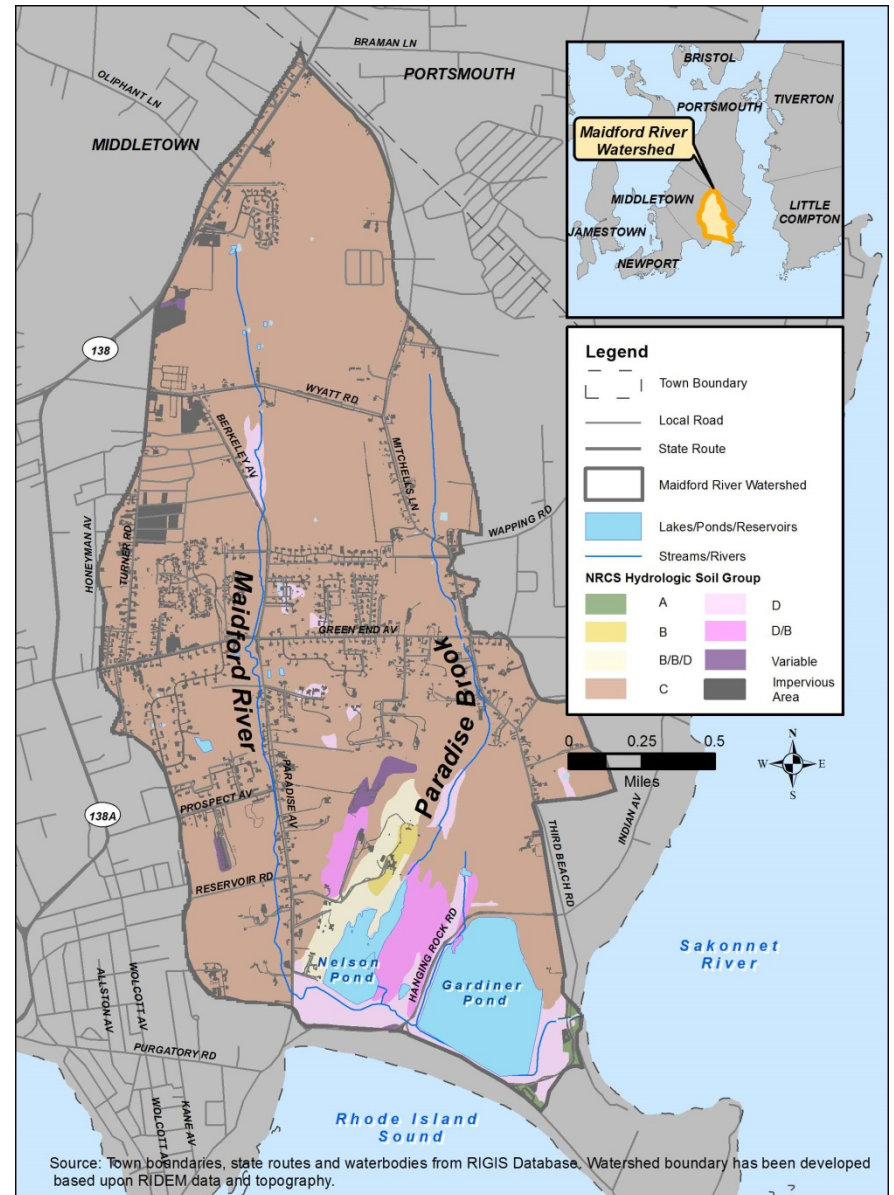 BRAMAN LN
PORTSMOUTH
OLIPHANT LN
MIDDLETOWN
138
WYATT RD
BERKELEY AV
MITCHELLS LN
WAPPING RD
HONEYMAN AV
TURNER RD
Maidford River
GREEN END AV
Paradise Brook
PARADISE AV
PROSPECT AV
138A
RESERVOIR RD
THIRD BEACH RD
INDIAN AV
HANGING ROCK RD
Nelson
Pond
Gardiner
Pond
Sakonnet
River
ALLSTON AV
WOLCOTT AV
PURGATORY RD
KANE AV
WOLCOTT AV
Rhode Island
Sound
BRISTOL
PORTSMOUTH
TIVERTON
Maidford River
Watershed
MIDDLETOWN
LITTLE
COMPTON
JAMESTOWN
NEWPORT
Legend
Town Boundary
Local Road
State Route
Maidford River Watershed
Lakes/Ponds/Reservoirs
Streams/Rivers
NRCS Hydrologic Soil Group
A
D
B
D/B
B/B/D
Variable
C
Impervious
Area
0 0.25 0.5
Miles
N
W E
S
Source: Town boundaries, state routes and waterbodies from RIGIS Database. Watershed boundary has been developed
based upon RIDEM data and topography.